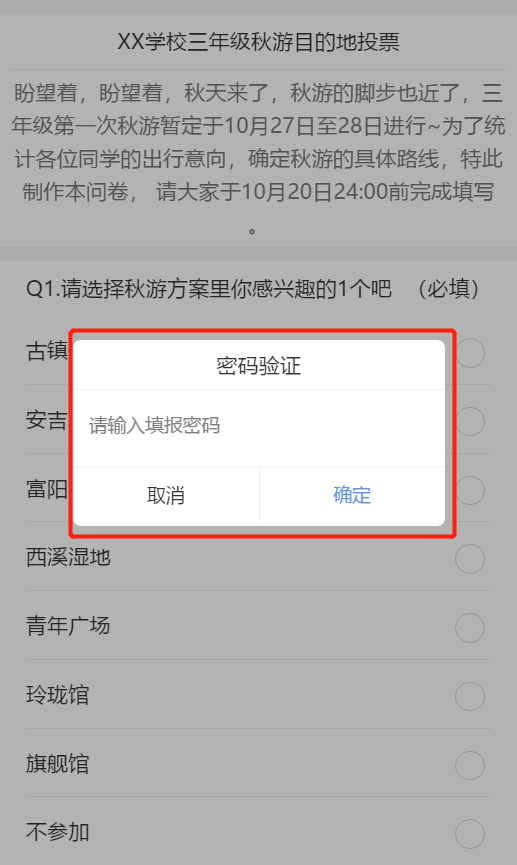 XX学校三年级秋游目的地投票
盼望着，盼望着，秋天来了，秋游的脚步也近了，三
年级第一次秋游暂定于10月27日至28日进行~为了统
计各位同学的出行意向，确定秋游的具体路线，特此
制作本问卷， 请大家于10月20日24:00前完成填写
。
Q1.请选择秋游方案里你感兴趣的1个吧 （必填）
古镇
密码验证
安吉
请输入填报密码
富阳
取消 确定
西溪湿地
青年广场
玲珑馆
旗舰馆
不参加